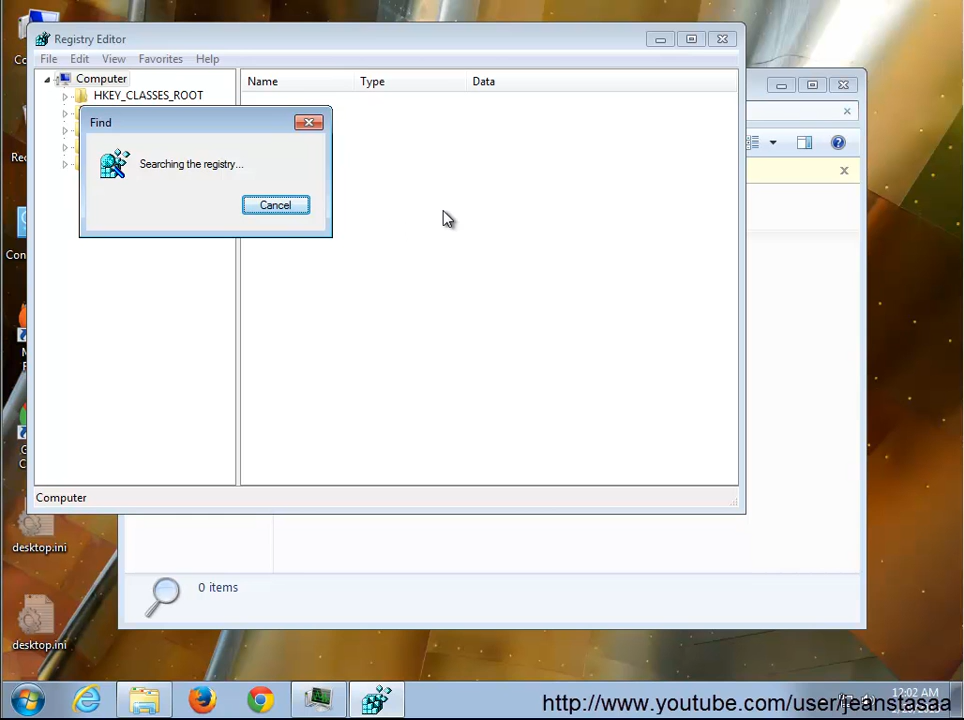 Registry Editor
File Edit View Favorites Help
Computer
HKEY_CLASSES_ROOT
Name Type Data
Find
Searching the registry...
Cancel
Computer
0 items
desktop.ini
desktop.ini
12:02 AM
http://www.youtube.com/user/jeanstasaa